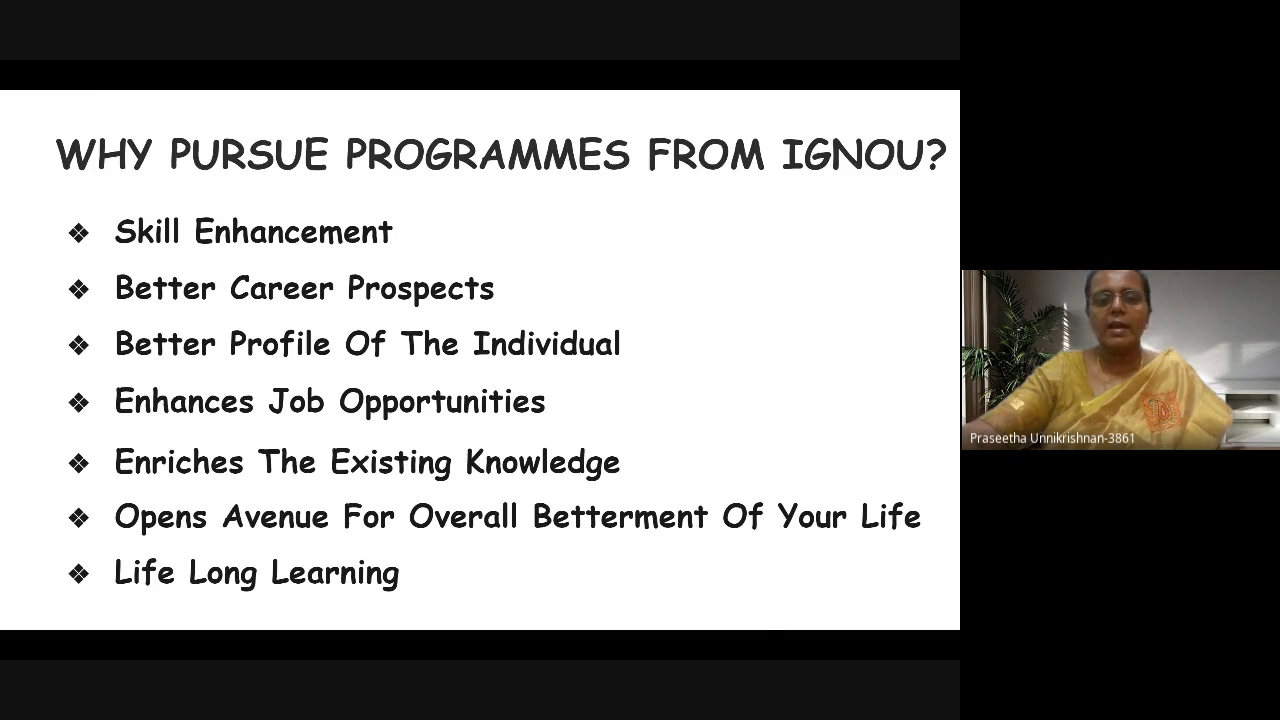 WHY PURSUE PROGRAMMES FROM IGNOU?
❖ Skill Enhancement
❖ Better Career Prospects
❖ Better Profile Of The Individual
❖ Enhances Job Opportunities
❖ Enriches The Existing Knowledge
❖ Opens Avenue For Overall Betterment Of Your Life
❖ Life Long Learning
Praseetha Unnikrishnan-3861